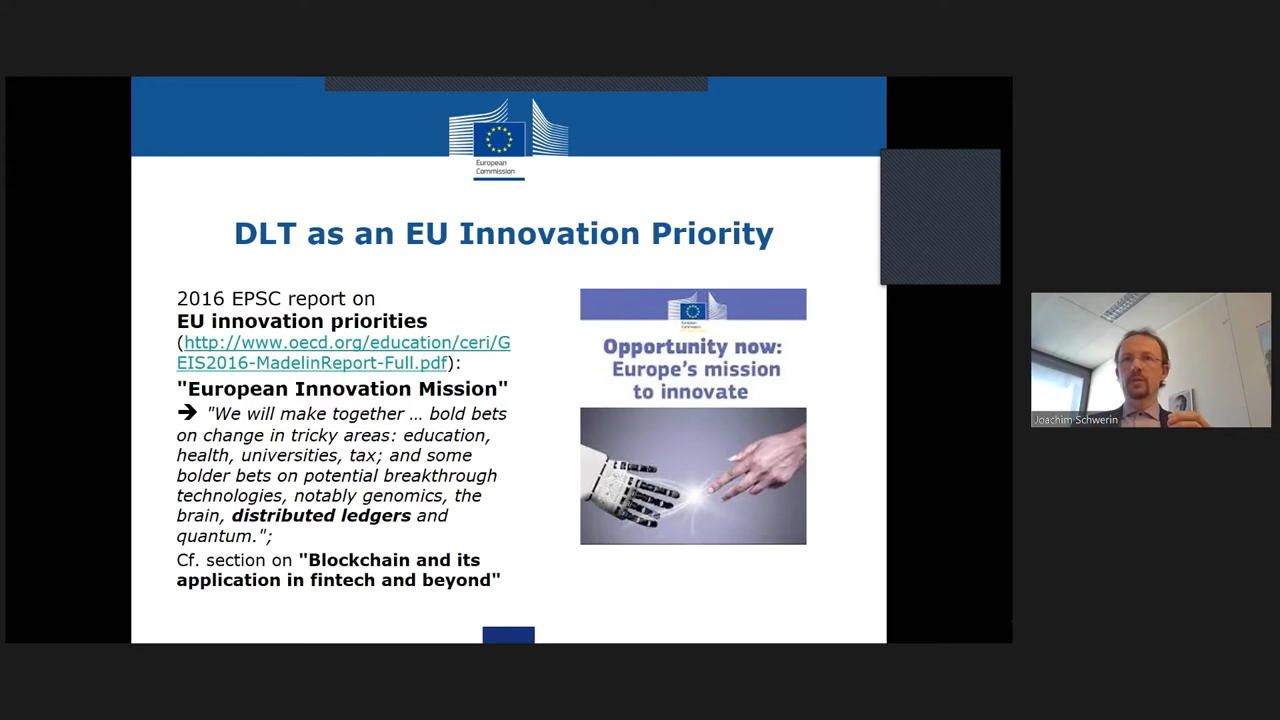 European
Commission
DLT as an EU Innovation Priority
2016 EPSC report on
EU innovation priorities
(http://www.oecd.org/education/ceri/G
EIS2016-MadelinReport-Full.pdf):
"European Innovation Mission"
➔ "We will make together … bold bets
on change in tricky areas: education,
health, universities, tax; and some
bolder bets on potential breakthrough
technologies, notably genomics, the
brain, distributed ledgers and
quantum.";
Cf. section on "Blockchain and its
application in fintech and beyond"
European
Commission
Opportunity now:
Europe's mission
to innovate
Joachim Schwerin